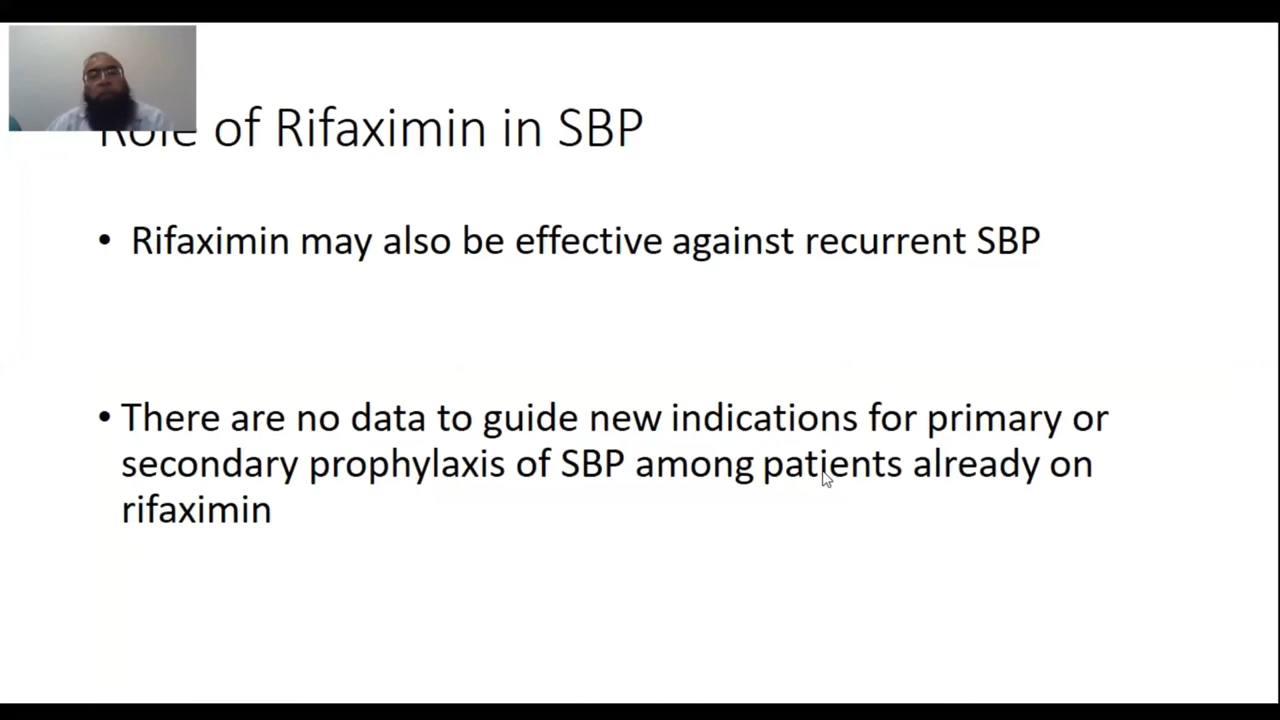 Role of Rifaximin in SBP
• Rifaximin may also be effective against recurrent SBP
• There are no data to guide new indications for primary or
secondary prophylaxis of SBP among patients already on
rifaximin